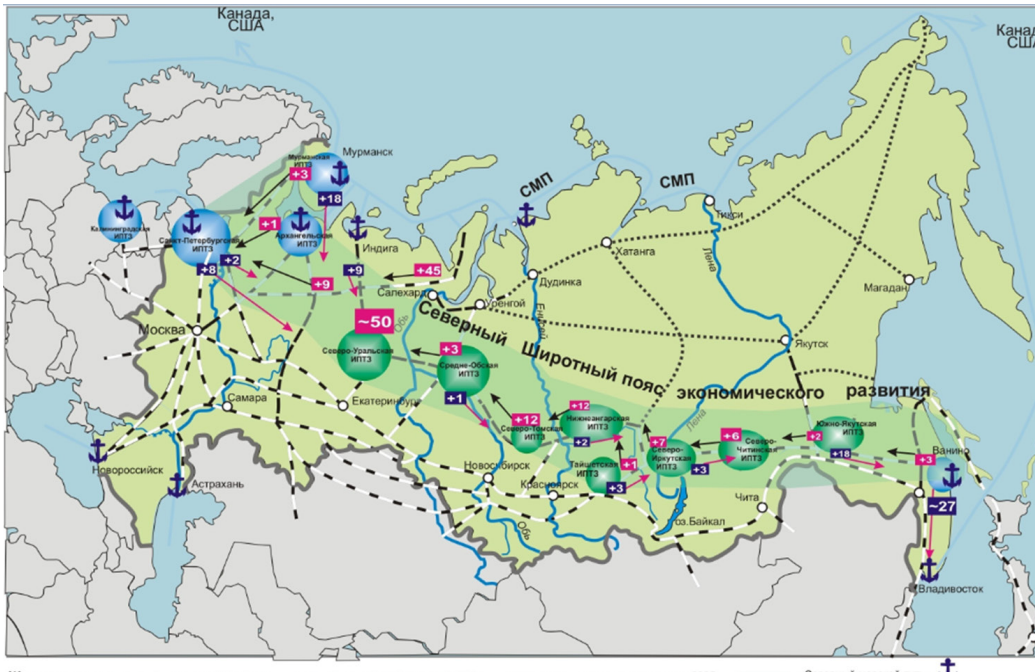 Канада,
США
Канад
США
Мурманская
ИПТЗ
Мурманск
+3
+18
СМП
СМП
Тикси
Калининградская
ИПТЗ
Санкт-Петербургская
ИПТЗ
+1
Архангельская
ИПТЗ
Индига
Хатанга
Лена
+8
+2
+9
+9
+45
Дудинка
Магадан
Салехард
Уренгой
Москва
~50
Обь
Енисей
Северный Широтный пояс экономического развития
Якутск
Северо-Уральская
ИПТЗ
+3
Средне-Обская
ИПТЗ
Самара
Екатеринбург
+1
+12
+12
Нижнеангарская
ИПТЗ
Лена
Северо-Томская
ИПТЗ
+2
+7
+6
Северо-
Читинская
ИПТЗ
+2
Южно-Якутская
ИПТЗ
+18
Новороссийск
Астрахань
Новосибирск
Тайшетская
ИПТЗ
+1
Северо-
Иркутская
ИПТЗ
+3
+3
Ванино
+3
Красноярск
+3
Чита
~27
Обь
оз.Байкал
Владивосток